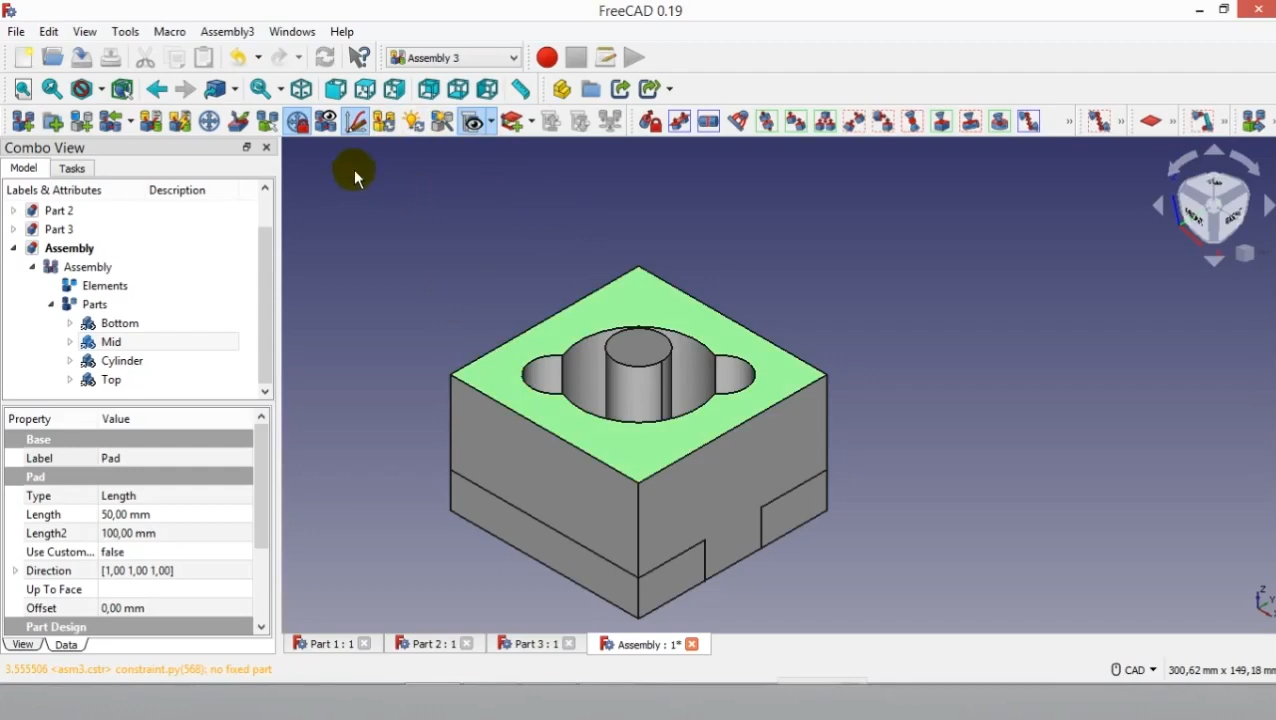 FreeCAD 0.19
File Edit View Tools Macro Assembly3 Windows Help
Assembly 3
Combo View
Model Tasks
Labels & Attributes Description
Part 2
Part 3
Assembly
Assembly
Elements
Parts
Bottom
Mid
Cylinder
Top
Property Value
Base
Label Pad
Pad
Type Length
Length 50,00 mm
Length2 100,00 mm
Use Custom... false
Direction [1,00 1,00 1,00]
Up To Face
Offset 0,00 mm
Part Design
View Data
Part 1 : 1 Part 2 : 1 Part 3 : 1 Assembly : 1*
3.555506 <asm3.cstr> constraint.py(568); no fixed part
CAD 300,62 mm x 149,18 mm
Z
Y